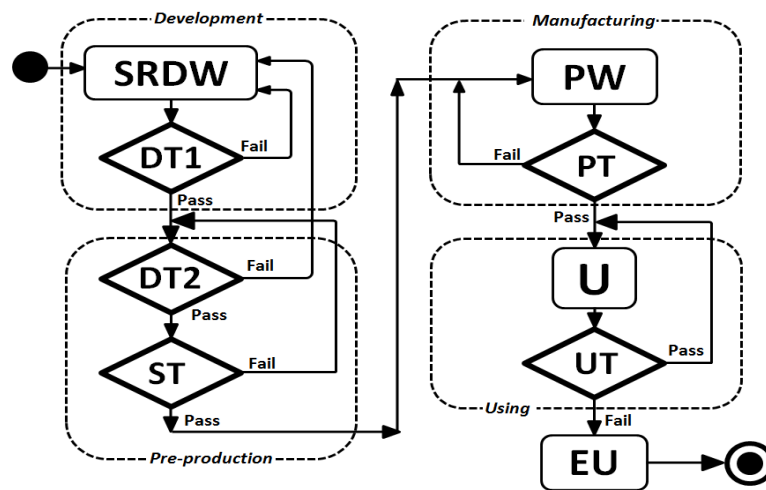 Development
SRDW
DT1
Fail
Pass
DT2
Fail
Pass
ST
Fail
Pass
Pre-production
Manufacturing
PW
Fail
PT
Pass
U
UT
Pass
Using
Fail
EU